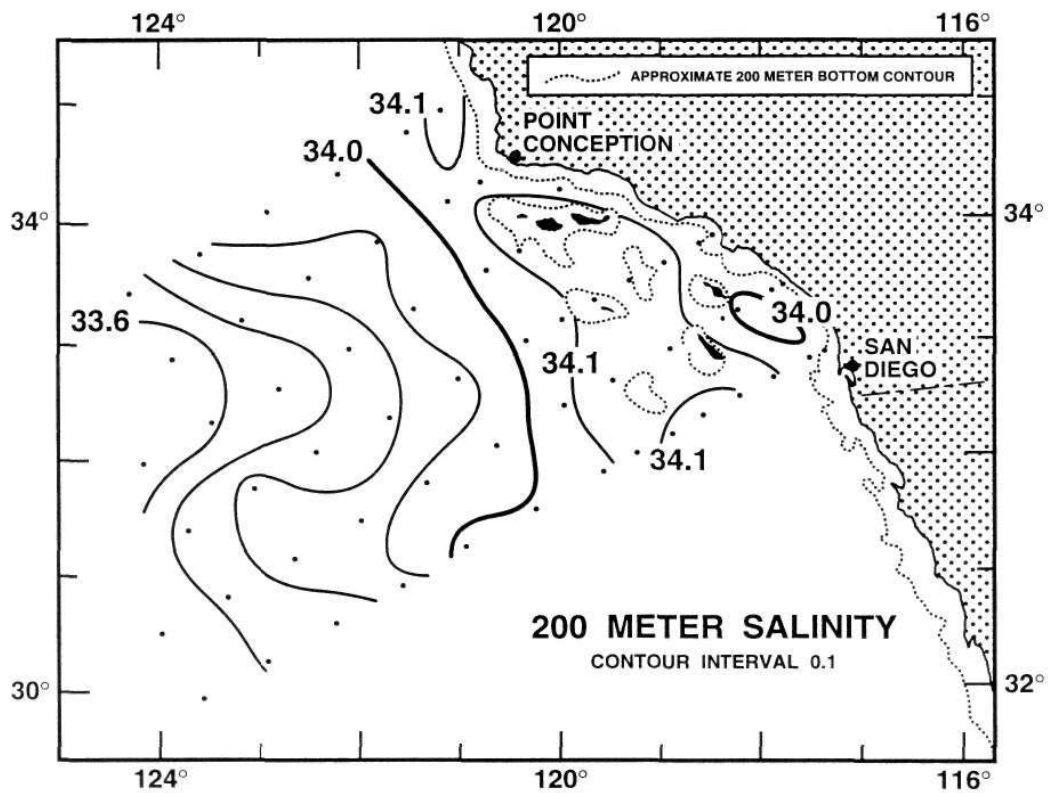 124° 120° 116°
APPROXIMATE 200 METER BOTTOM CONTOUR
34.1
POINT
CONCEPTION
34.0
34° 34°
33.6
34.0
SAN
DIEGO
34.1
34.1
200 METER SALINITY
CONTOUR INTERVAL 0.1
30° 32°
124° 120° 116°